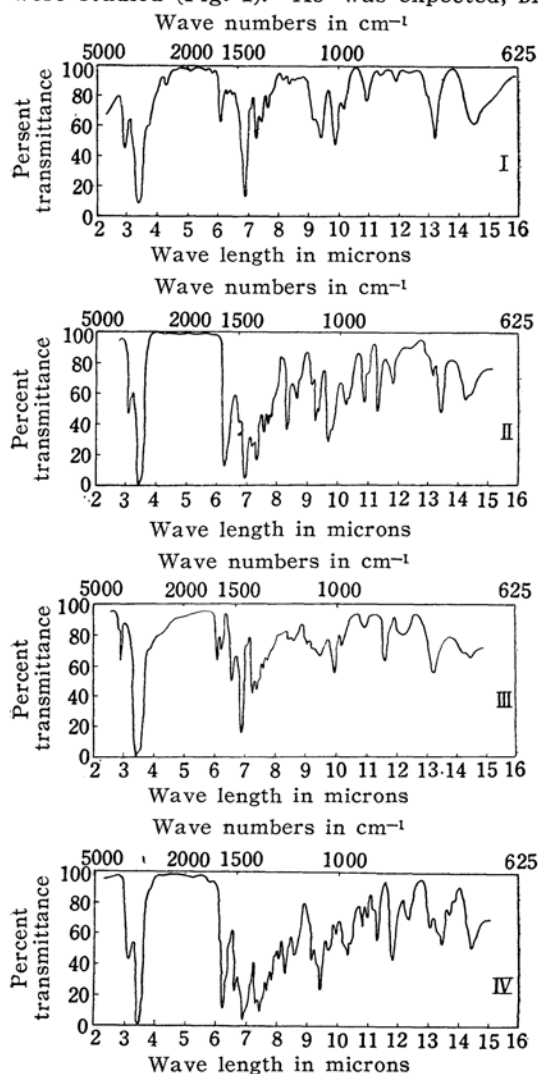 were studied (Fig. 1). As was expected,
Wave numbers in cm⁻¹
5000 2000 1500 1000 625
Persent
transmittance
100
80
60
40
20
0
I
2 3 4 5 6 7 8 9 10 11 12 13 14 15 16
Wave length in microns
Wave numbers in cm⁻¹
5000 2000 1500 1000 625
Percent
transmittance
100
80
60
40
20
0
II
2 3 4 5 6 7 8 9 10 11 12 13 14 15 16
Wave length in microns
Wave numbers in cm⁻¹
5000 2000 1500 1000 625
Percent
transmittance
100
80
60
40
20
0
III
2 3 4 5 6 7 8 9 10 11 12 13 14 15 16
Wave length in microns
Wave numbers in cm⁻¹
5000 2000 1500 1000 625
Percent
transmittance
100
80
60
40
20
0
IV
2 3 4 5 6 7 8 9 10 11 12 13 14 15 16
Wave length in microns